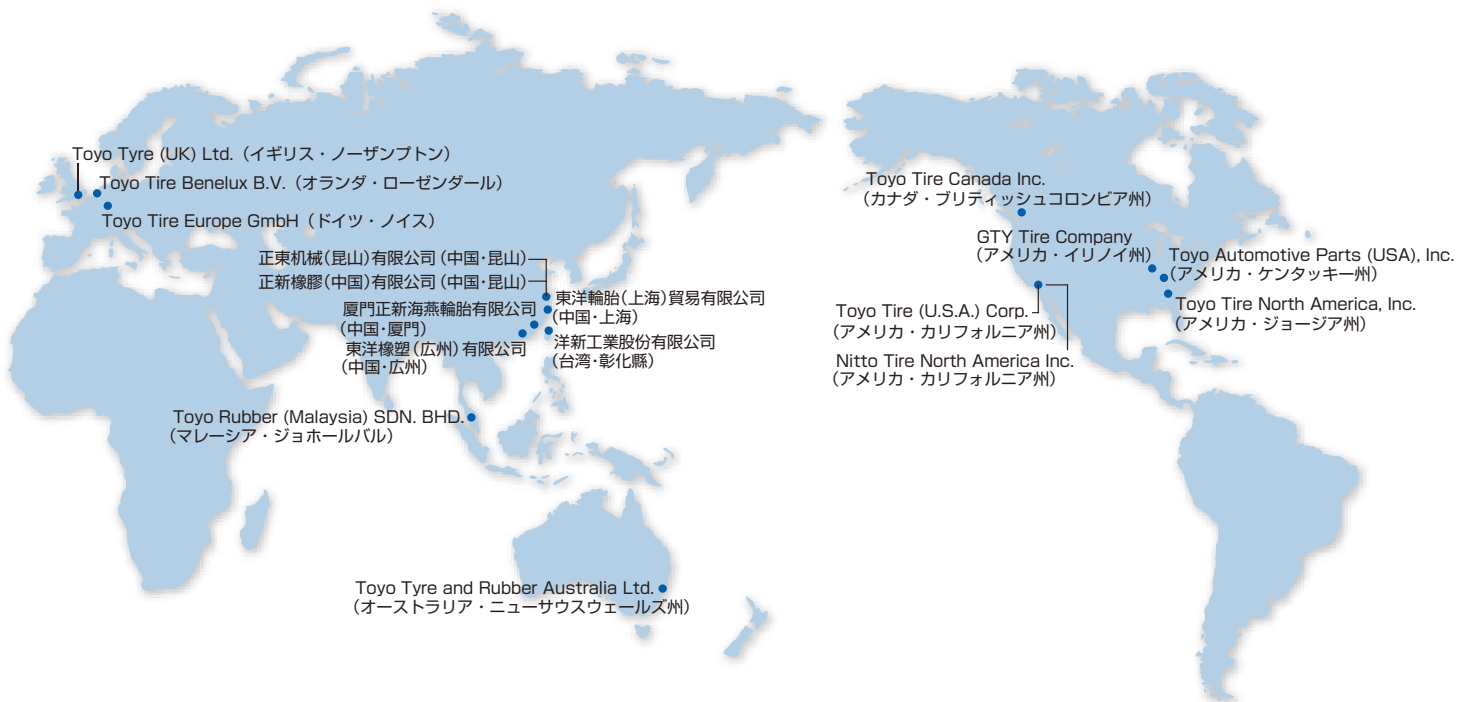 Toyo Tyre (UK) Ltd.（イギリス・ノーザンプトン）
Toyo Tire Benelux B.V.（オランダ・ローゼンダール）
Toyo Tire Europe GmbH（ドイツ・ノイス）
正東机械(昆山)有限公司（中国・昆山）
正新橡膠(中国)有限公司（中国・昆山）
厦門正新海燕輪胎有限公司
（中国・厦門）
東洋橡塑（広州）有限公司
（中国・広州）
東洋輪胎（上海）貿易有限公司
（中国・上海）
洋新工業股份有限公司
（台湾・彰化縣）
Toyo Rubber (Malaysia) SDN. BHD.
（マレーシア・ジョホールバル）
Toyo Tyre and Rubber Australia Ltd.
（オーストラリア・ニューサウスウェールズ州）
Toyo Tire Canada Inc.
（カナダ・ブリティッシュコロンビア州）
GTY Tire Company
（アメリカ・イリノイ州）
Toyo Automotive Parts (USA), Inc.
（アメリカ・ケンタッキー州）
Toyo Tire North America, Inc.
（アメリカ・ジョージア州）
Toyo Tire (U.S.A.) Corp.
（アメリカ・カリフォルニア州）
Nitto Tire North America Inc.
（アメリカ・カリフォルニア州）